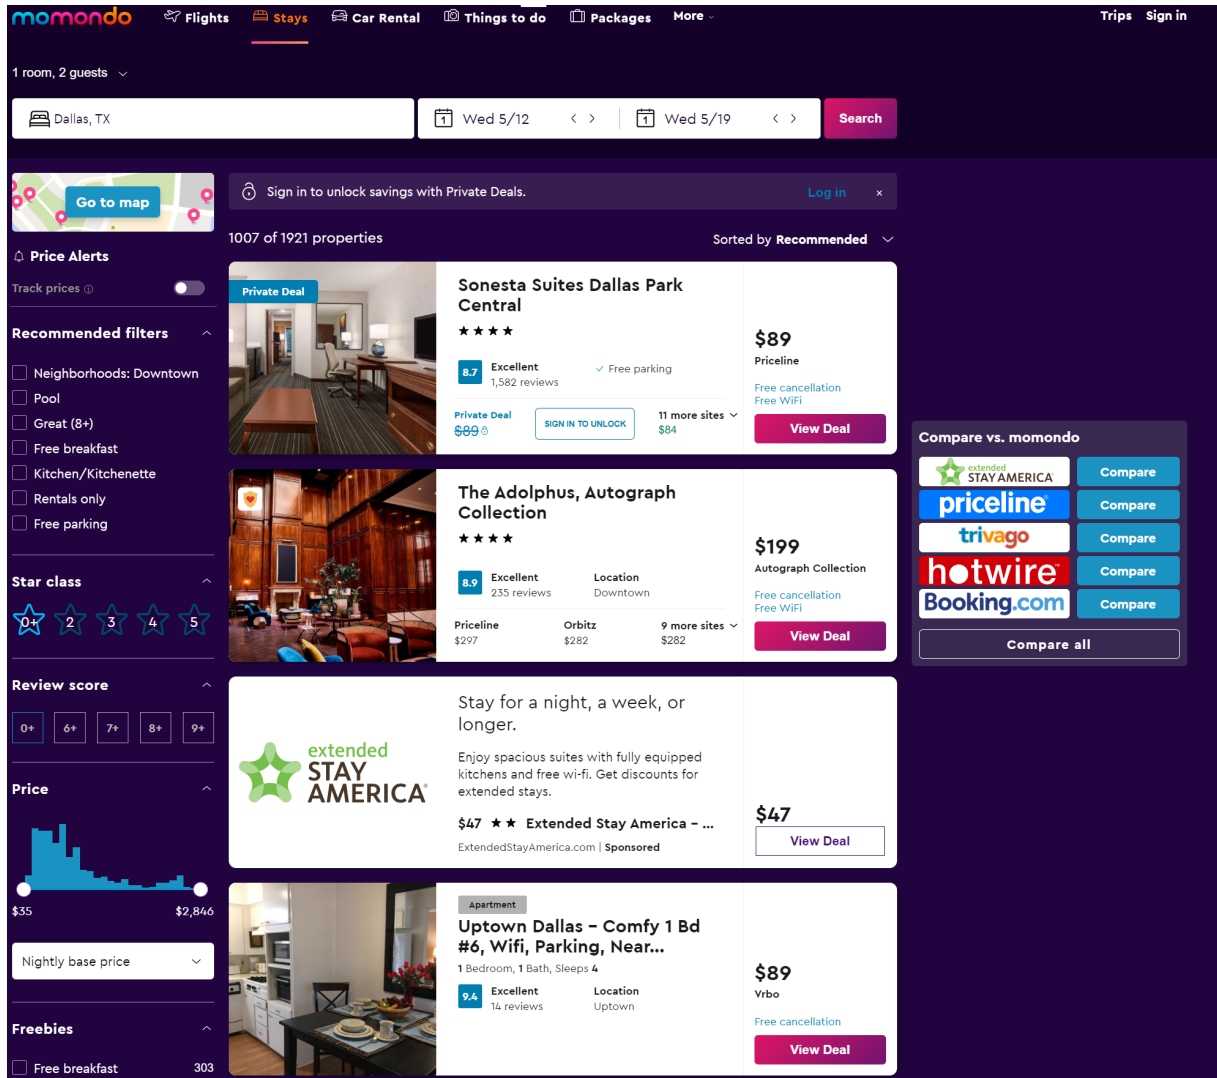 momondo
Flights
Stays
Car Rental
Things to do
Packages
More
Trips
Sign in
1 room, 2 guests
Dallas, TX
1
Wed 5/12
1
Wed 5/19
Search
Go to map
Price Alerts
Track prices
Recommended filters
Neighborhoods: Downtown
Pool
Great (8+)
Free breakfast
Kitchen/Kitchenette
Rentals only
Free parking
Star class
0+
2
3
4
5
Review score
0+
6+
7+
8+
9+
Price
$35
$2,846
Nightly base price
Freebies
Free breakfast
303
Sign in to unlock savings with Private Deals.
Log in
×
1007 of 1921 properties
Sorted by Recommended
Private Deal
Sonesta Suites Dallas Park
Central
8.7
Excellent
1,582 reviews
Free parking
Private Deal
$89
SIGN IN TO UNLOCK
11 more sites
$84
$89
Priceline
Free cancellation
Free WiFi
View Deal
The Adolphus, Autograph
Collection
8.9
Excellent
235 reviews
Location
Downtown
Priceline
$297
Orbitz
$282
9 more sites
$282
$199
Autograph Collection
Free cancellation
Free WiFi
View Deal
extended
STAY
AMERICA
Stay for a night, a week, or
longer.
Enjoy spacious suites with fully equipped
kitchens and free wi-fi. Get discounts for
extended stays.
$47 ★★ Extended Stay America - ...
ExtendedStayAmerica.com | Sponsored
$47
View Deal
Apartment
Uptown Dallas - Comfy 1 Bd
#6, Wifi, Parking, Near...
1 Bedroom, 1 Bath, Sleeps 4
9.4
Excellent
14 reviews
Location
Uptown
$89
Vrbo
Free cancellation
View Deal
Compare vs. momondo
extended
STAY AMERICA
Compare
priceline
Compare
trivago
Compare
hotwire
Compare
Booking.com
Compare
Compare all